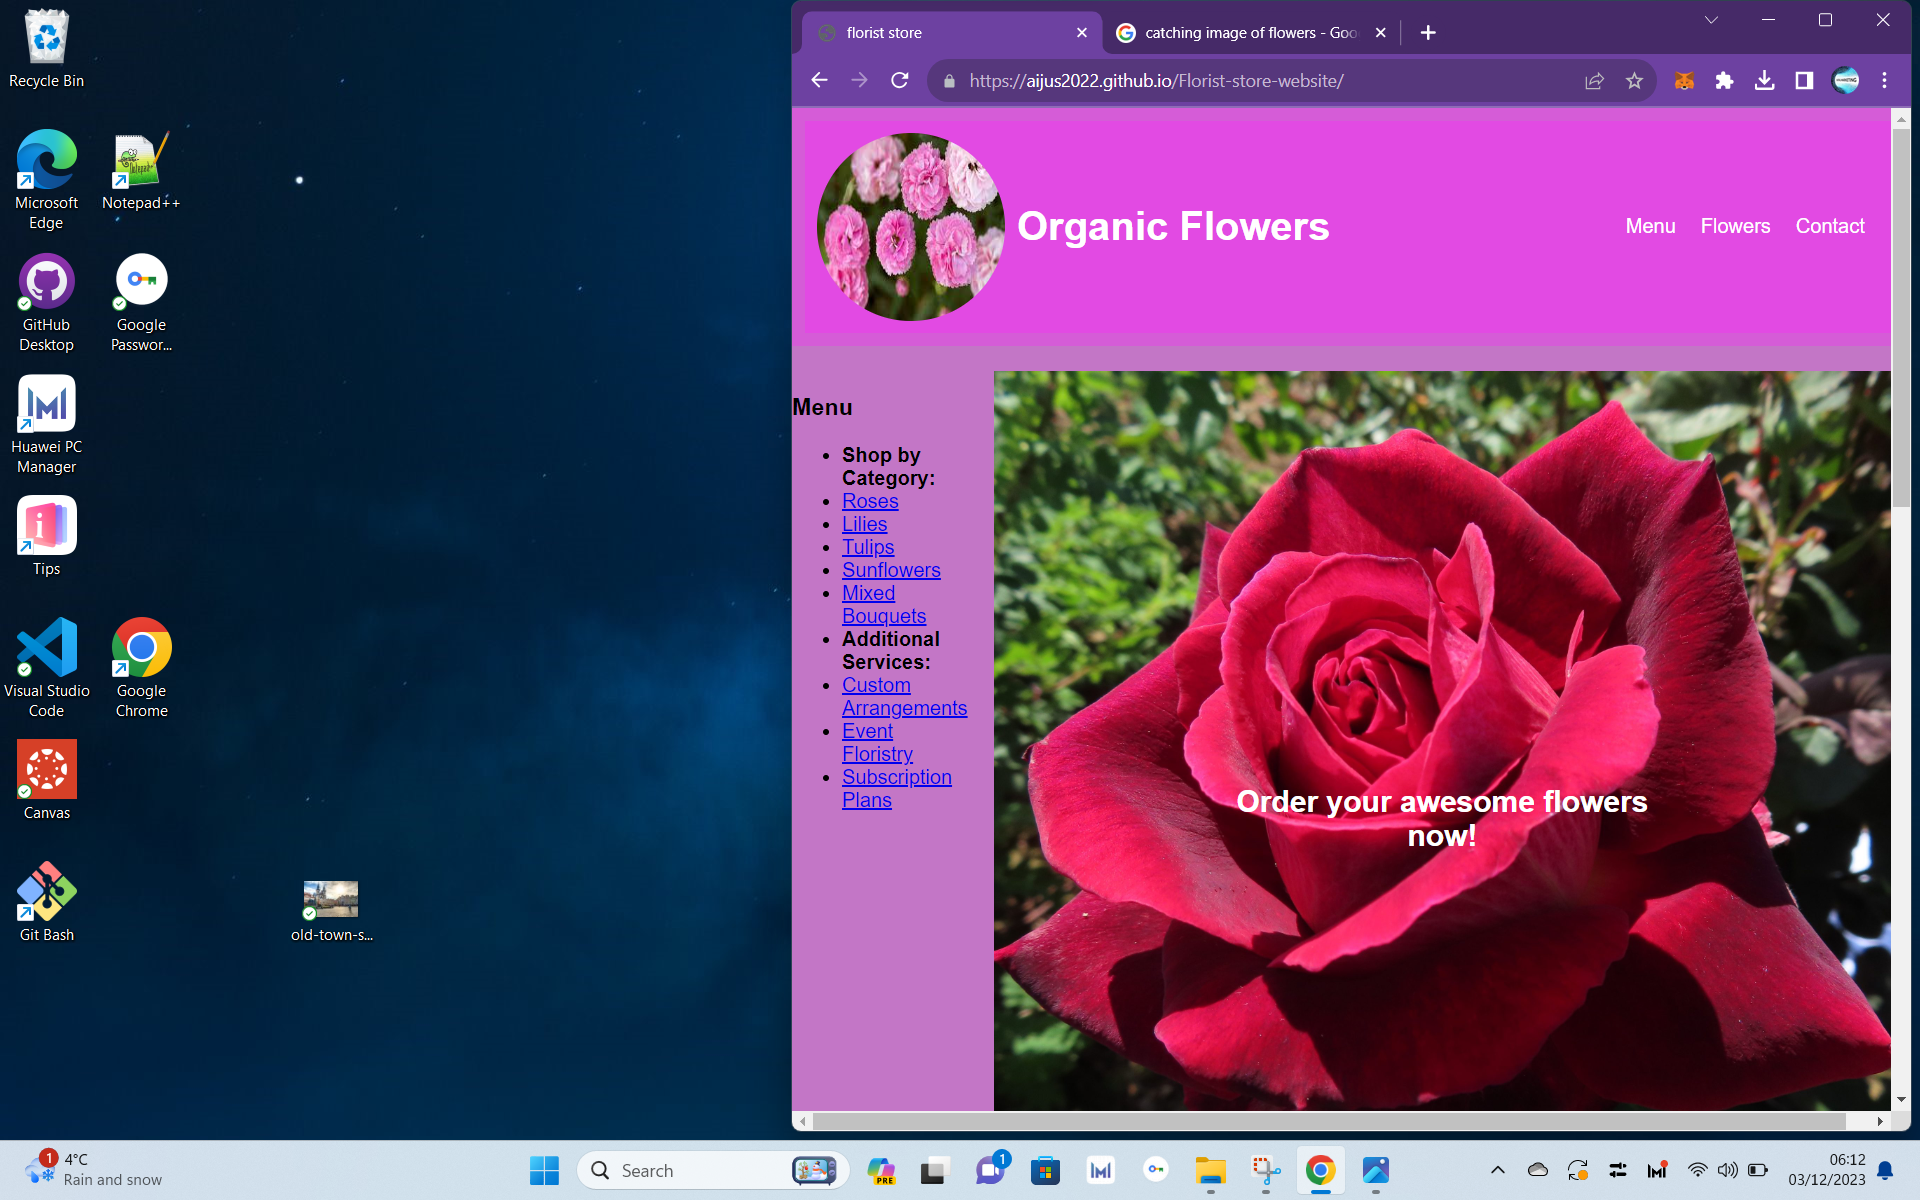 Recycle Bin
Microsoft
Edge
Notepad++
GitHub
Desktop
Google
Passwor...
Huawei PC
Manager
Tips
Visual Studio
Code
Google
Chrome
Canvas
Git Bash
old-town-s...
florist store
catching image of flowers - Goo
https://aijus2022.github.io/Florist-store-website/
Organic Flowers
Menu
Flowers
Contact
Menu
Shop by
Category:
Roses
Lilies
Tulips
Sunflowers
Mixed
Bouquets
Additional
Services:
Custom
Arrangements
Event
Floristry
Subscription
Plans
Order your awesome flowers
now!
1
4°C
Rain and snow
Search
PRE
1
06:12
03/12/2023